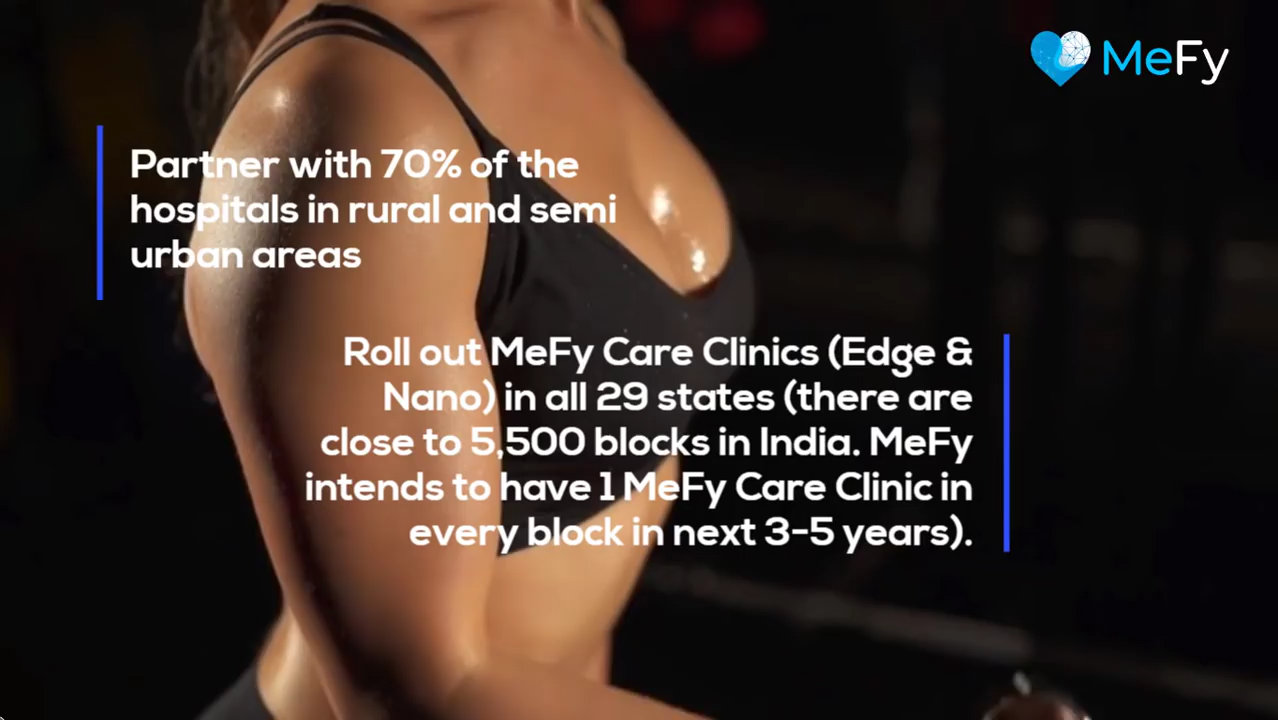 MeFy
Partner with 70% of the
hospitals in rural and semi
urban areas
Roll out MeFy Care Clinics (Edge &
Nano) in all 29 states (there are
close to 5,500 blocks in India. MeFy
intends to have 1 MeFy Care Clinic in
every block in next 3-5 years).